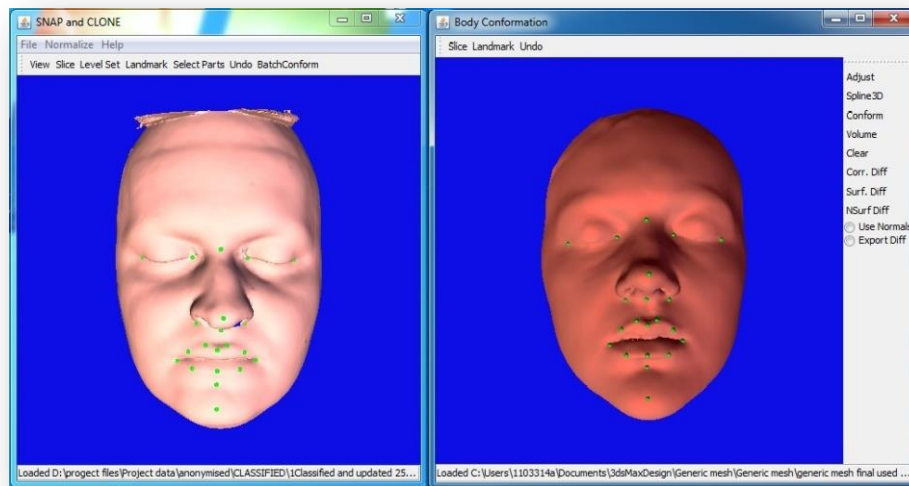 SNAP and CLONE
File Normalize Help
View Slice Level Set Landmark Select Parts Undo BatchConform
Loaded D:\progect files\Project data\anonymised\CLASSIFIED\1Classified and updated 25...
Body Conformation
Slice Landmark Undo
Adjust
Spline3D
Conform
Volume
Clear
Corr. Diff
Surf. Diff
NSurf Diff
Use Normals
Export Diff
Loaded C:\Users\1103314a\Documents\3dsMaxDesign\Generic mesh\Generic mesh\generic mesh final used ...